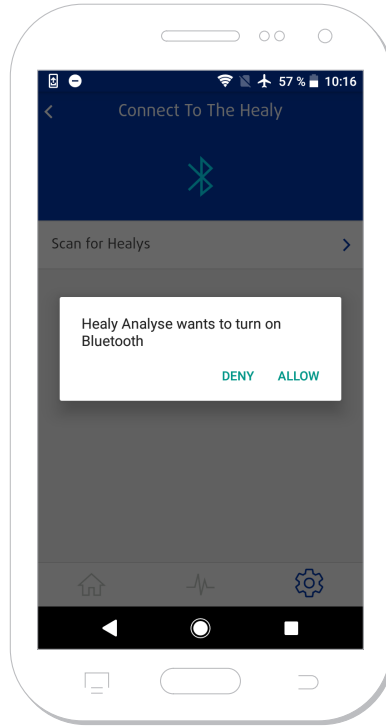 57 % 10:16
Connect To The Healy
Scan for Healys
Healy Analyse wants to turn on
Bluetooth
DENY ALLOW